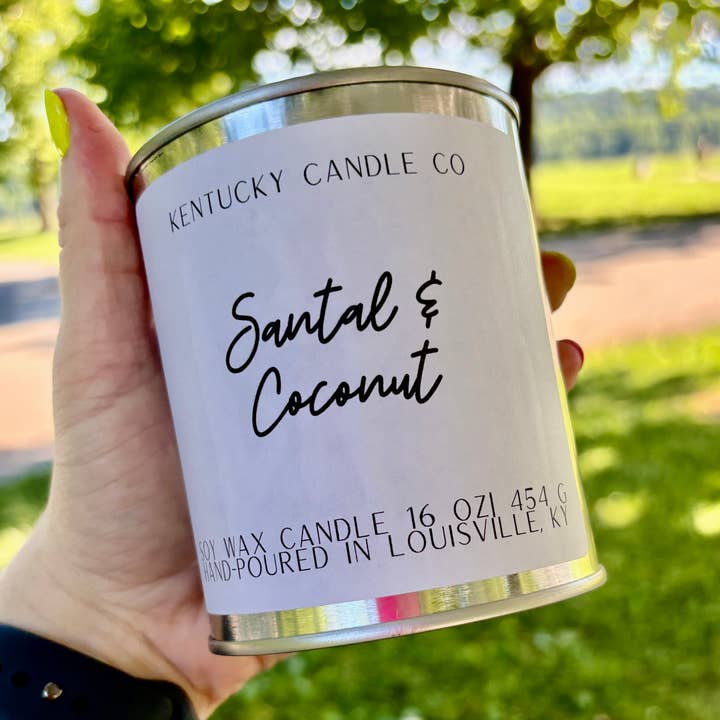 KENTUCKY CANDLE CO
Santal &
Coconut
SOY WAX CANDLE 16 OZ| 454 G
HAND-POURED IN LOUISVILLE, KY